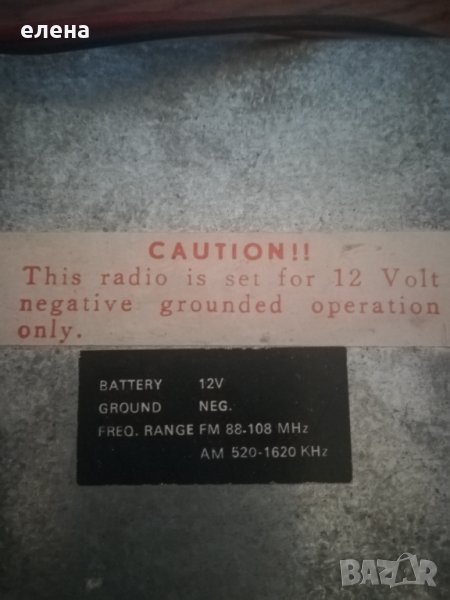 елена
CAUTION!!
This radio is set for 12 Volt
negative grounded operation
only.
BATTERY 12V
GROUND NEG.
FREQ. RANGE FM 88-108 MHz
AM 520-1620 KHz
BAZAR